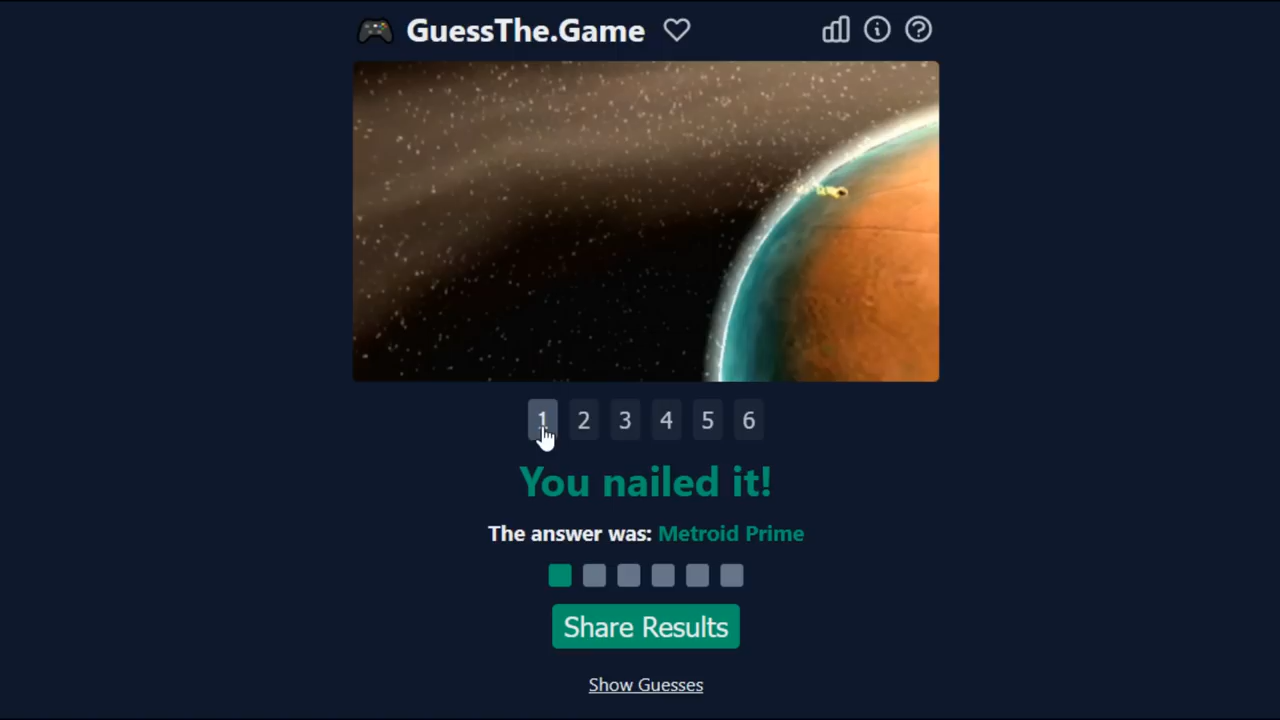 GuessThe.Game
1 2 3 4 5 6
You nailed it!
The answer was: Metroid Prime
Share Results
Show Guesses